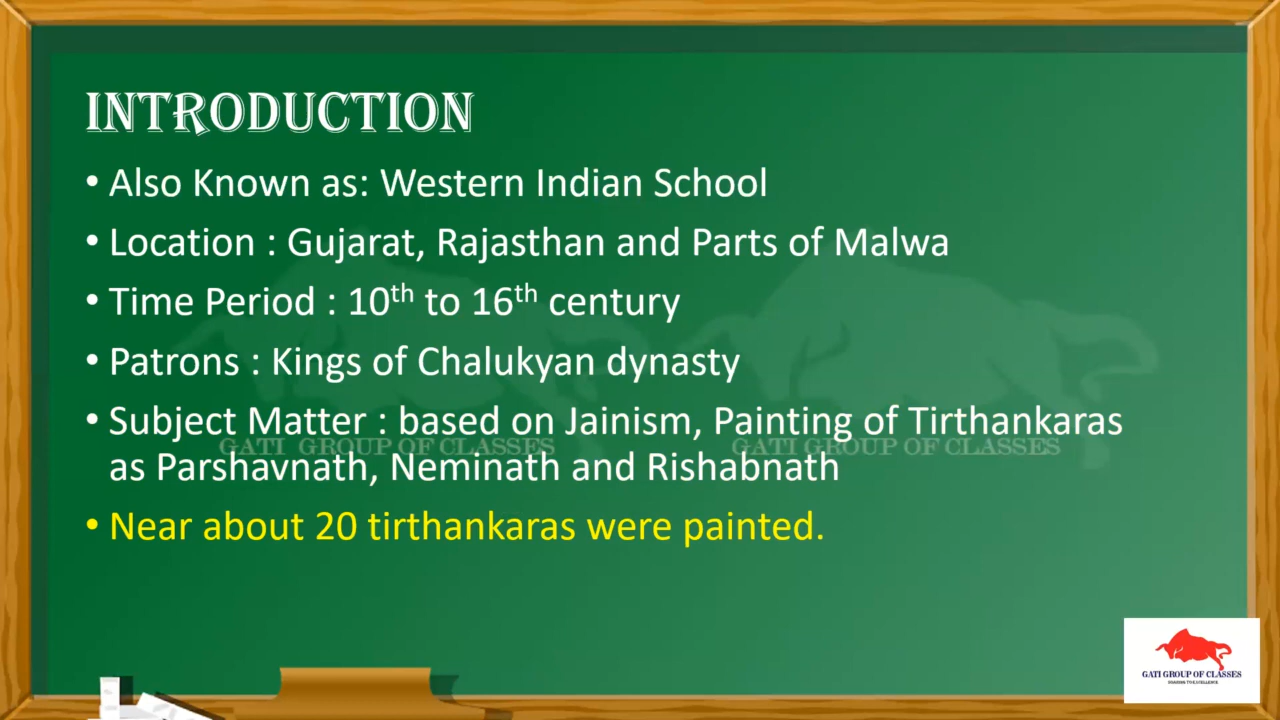 INTRODUCTION
• Also Known as: Western Indian School
• Location : Gujarat, Rajasthan and Parts of Malwa
• Time Period : 10th to 16th century
• Patrons : Kings of Chalukyan dynasty
• Subject Matter : based on Jainism, Painting of Tirthankaras
as Parshavnath, Neminath and Rishabnath
• Near about 20 tirthankaras were painted.
GATI GROUP OF CLASSES
GATI GROUP OF CLASSES
GATI GROUP OF CLASSES